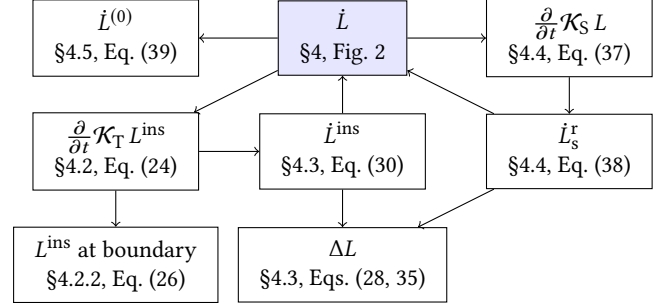 L̇⁽⁰⁾
§4.5, Eq. (39)
L̇
§4, Fig. 2
∂/∂t 𝒦_S L
§4.4, Eq. (37)
∂/∂t 𝒦_T L^ins
§4.2, Eq. (24)
L̇^ins
§4.3, Eq. (30)
L̇_s^r
§4.4, Eq. (38)
L^ins at boundary
§4.2.2, Eq. (26)
ΔL
§4.3, Eqs. (28, 35)